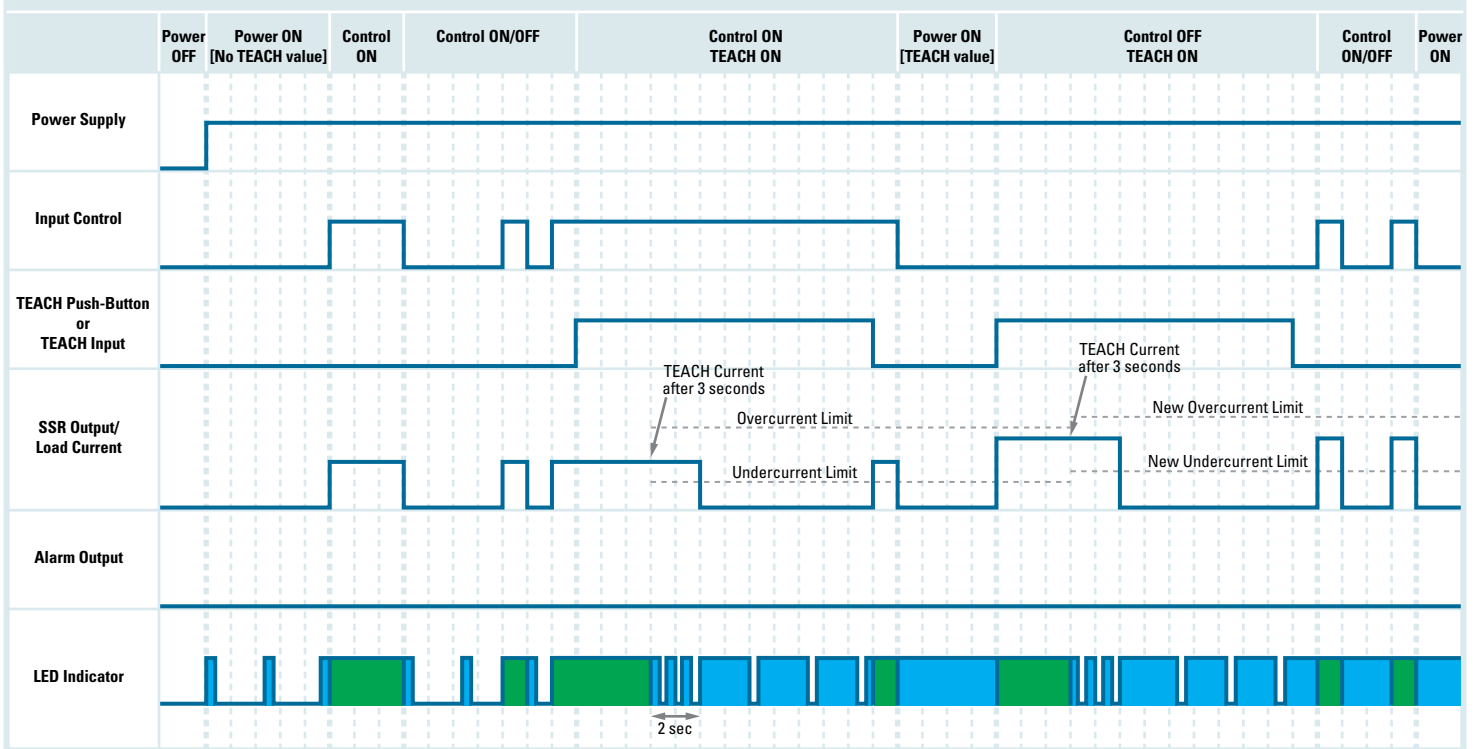 Power
OFF
Power ON
[No TEACH value]
Control
ON
Control ON/OFF
Control ON
TEACH ON
Power ON
[TEACH value]
Control OFF
TEACH ON
Control
ON/OFF
Power
ON
Power Supply
Input Control
TEACH Push-Button
or
TEACH Input
TEACH Current
after 3 seconds
TEACH Current
after 3 seconds
SSR Output/
Load Current
Overcurrent Limit
New Overcurrent Limit
Undercurrent Limit
New Undercurrent Limit
Alarm Output
LED Indicator
2 sec